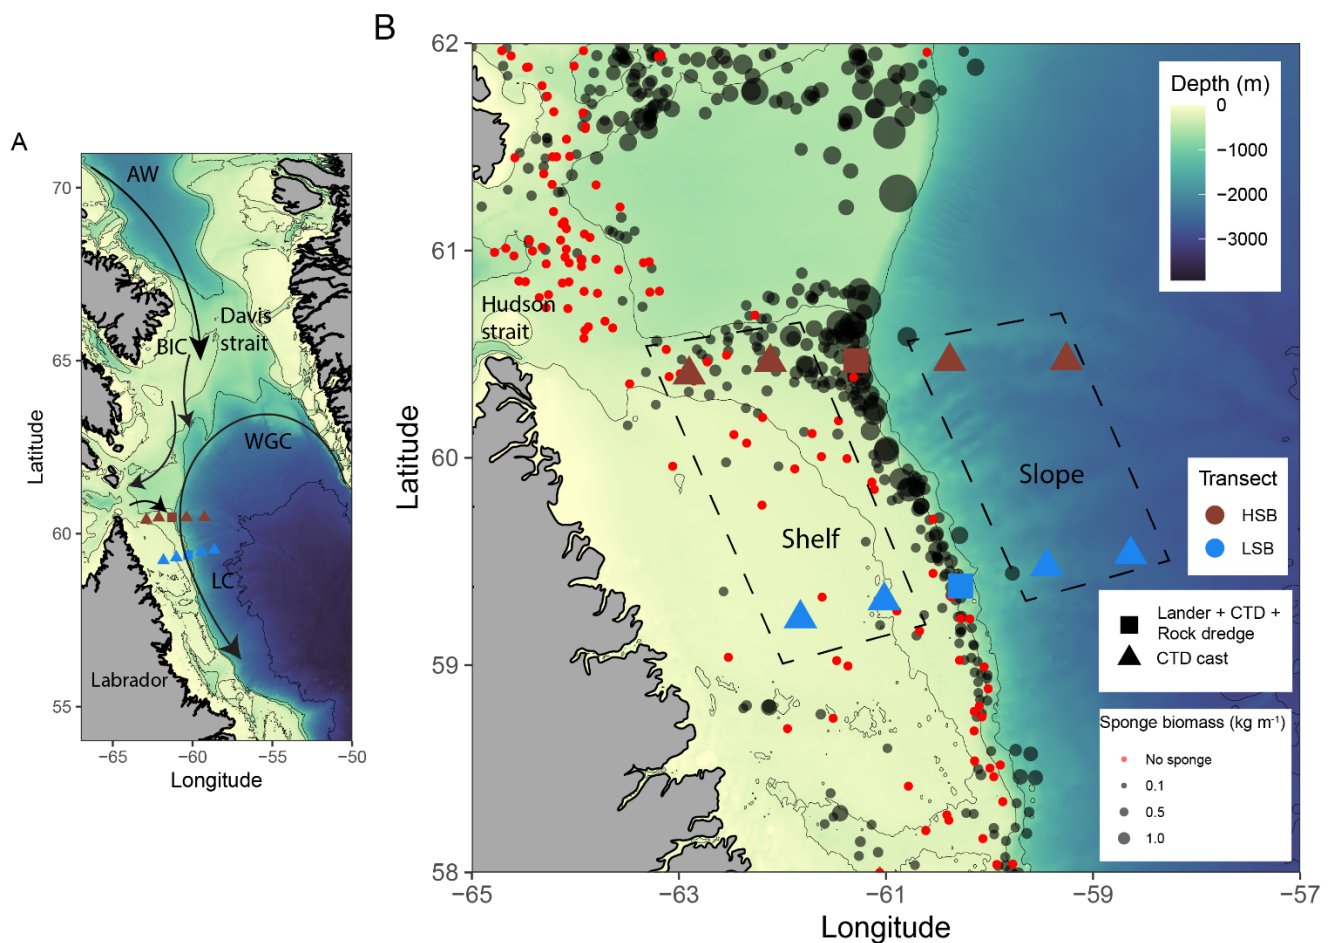 A
70
65
60
55
Latitude
−65
−60
−55
−50
Longitude
AW
Davis
strait
BIC
WGC
LC
Labrador
B
62
61
60
59
58
Latitude
−65
−63
−61
−59
−57
Longitude
Hudson
strait
Shelf
Slope
Depth (m)
0
−1000
−2000
−3000
Transect
HSB
LSB
Lander + CTD +
Rock dredge
CTD cast
Sponge biomass (kg m⁻¹)
No sponge
0.1
0.5
1.0